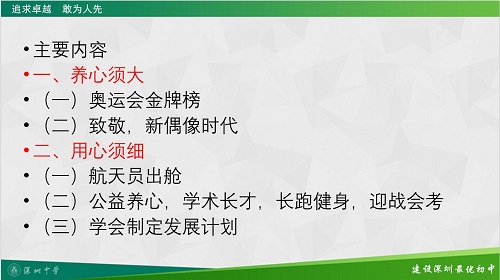 追求卓越 敢为人先
•主要内容
•一、养心须大
•（一）奥运会金牌榜
•（二）致敬，新偶像时代
•二、用心须细
•（一）航天员出舱
•（二）公益养心，学术长才，长跑健身，迎战会考
•（三）学会制定发展计划
深圳中学
建设深圳最优初中